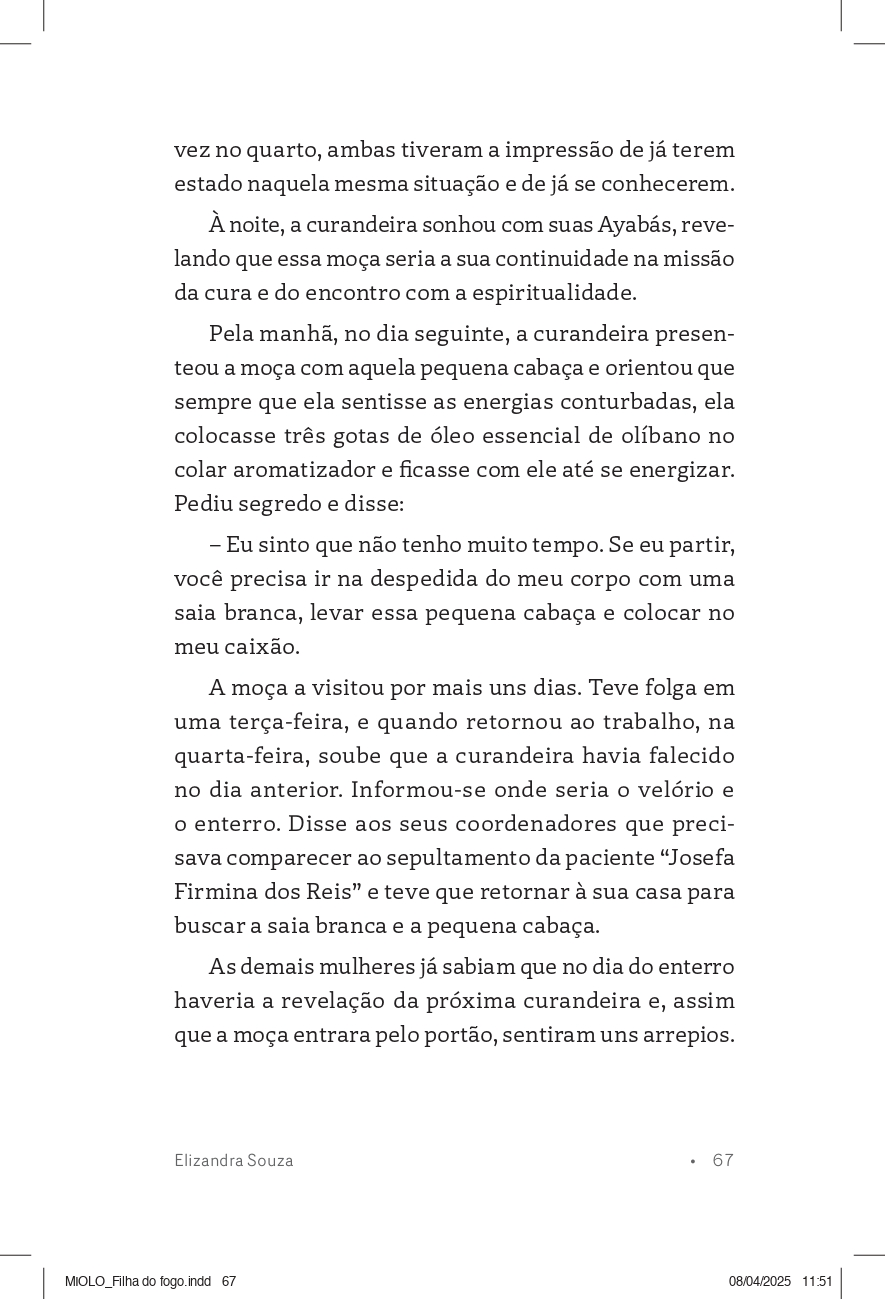 vez no quarto, ambas tiveram a impressão de já terem
estado naquela mesma situação e de já se conhecerem.
À noite, a curandeira sonhou com suas Ayabás, reve-
lando que essa moça seria a sua continuidade na missão
da cura e do encontro com a espiritualidade.
Pela manhã, no dia seguinte, a curandeira presen-
teou a moça com aquela pequena cabaça e orientou que
sempre que ela sentisse as energias conturbadas, ela
colocasse três gotas de óleo essencial de olíbano no
colar aromatizador e ficasse com ele até se energizar.
Pediu segredo e disse:
– Eu sinto que não tenho muito tempo. Se eu partir,
você precisa ir na despedida do meu corpo com uma
saia branca, levar essa pequena cabaça e colocar no
meu caixão.
A moça a visitou por mais uns dias. Teve folga em
uma terça-feira, e quando retornou ao trabalho, na
quarta-feira, soube que a curandeira havia falecido
no dia anterior. Informou-se onde seria o velório e
o enterro. Disse aos seus coordenadores que preci-
sava comparecer ao sepultamento da paciente “Josefa
Firmina dos Reis” e teve que retornar à sua casa para
buscar a saia branca e a pequena cabaça.
As demais mulheres já sabiam que no dia do enterro
haveria a revelação da próxima curandeira e, assim
que a moça entrara pelo portão, sentiram uns arrepios.
Elizandra Souza • 67
MIOLO_Filha do fogo.indd 67 08/04/2025 11:51